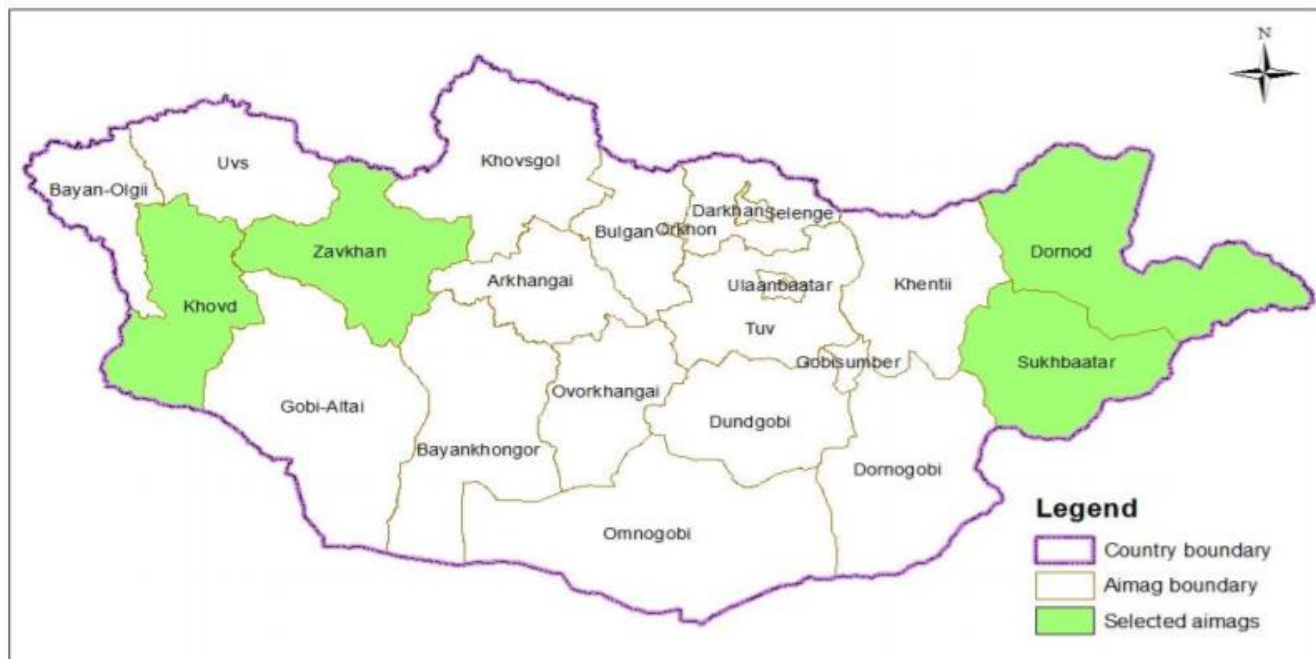 N
Uvs
Khovsgol
Bayan-Olgii
Darkhan
Selenge
Bulgan
Orkhon
Zavkhan
Dornod
Arkhangai
Ulaanbaatar
Khentii
Khovd
Tuv
Gobisumber
Sukhbaatar
Ovorkhangai
Gobi-Altai
Dundgobi
Bayankhongor
Dornogobi
Omnogobi
Legend
Country boundary
Aimag boundary
Selected aimags